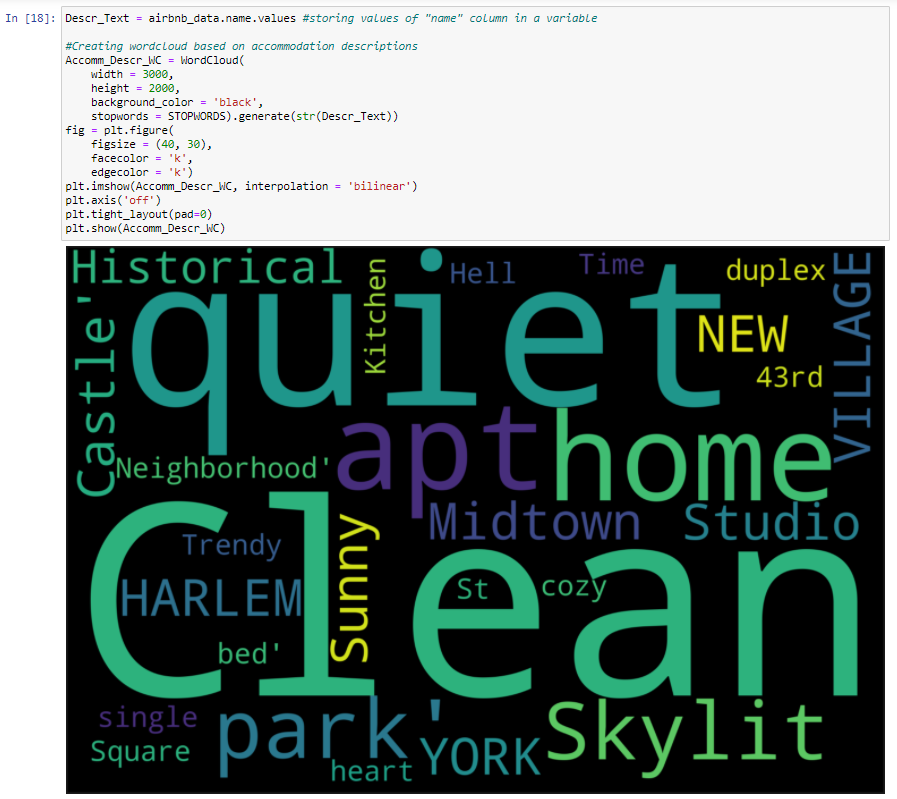 In [18]: Descr_Text = airbnb_data.name.values #storing values of "name" column in a variable
#Creating wordcloud based on accommodation descriptions
Accomm_Descr_WC = WordCloud(
    width = 3000,
    height = 2000,
    background_color = 'black',
    stopwords = STOPWORDS).generate(str(Descr_Text))
fig = plt.figure(
    figsize = (40, 30),
    facecolor = 'k',
    edgecolor = 'k')
plt.imshow(Accomm_Descr_WC, interpolation = 'bilinear')
plt.axis('off')
plt.tight_layout(pad=0)
plt.show(Accomm_Descr_WC)
Historical
Kitchen
Hell
Time
duplex
VILLAGE
Castle'
quiet
NEW
43rd
Neighborhood'
apt
home
Midtown
Studio
Trendy
Sunny
Clean
HARLEM
St
cozy
bed'
single
park'
Skylit
Square
YORK
heart